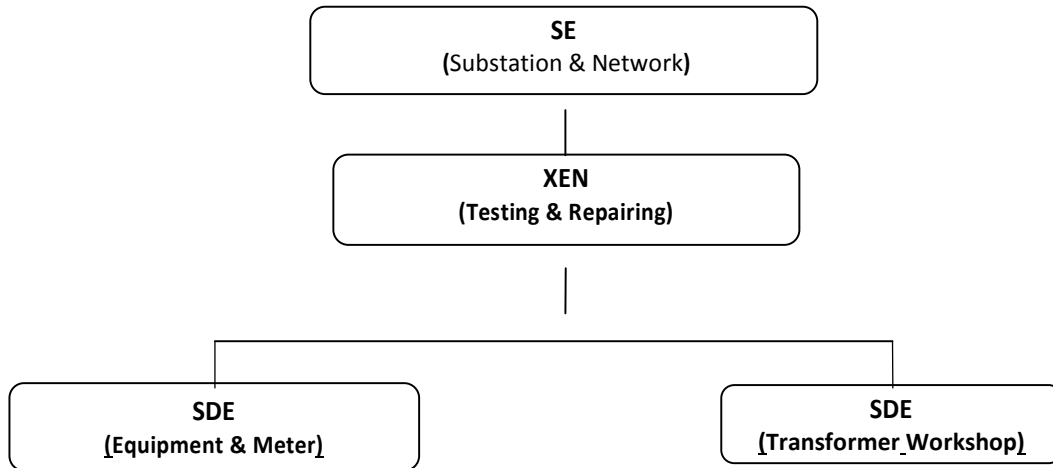 SE
(Substation & Network)
XEN
(Testing & Repairing)
SDE
(Equipment & Meter)
SDE
(Transformer Workshop)